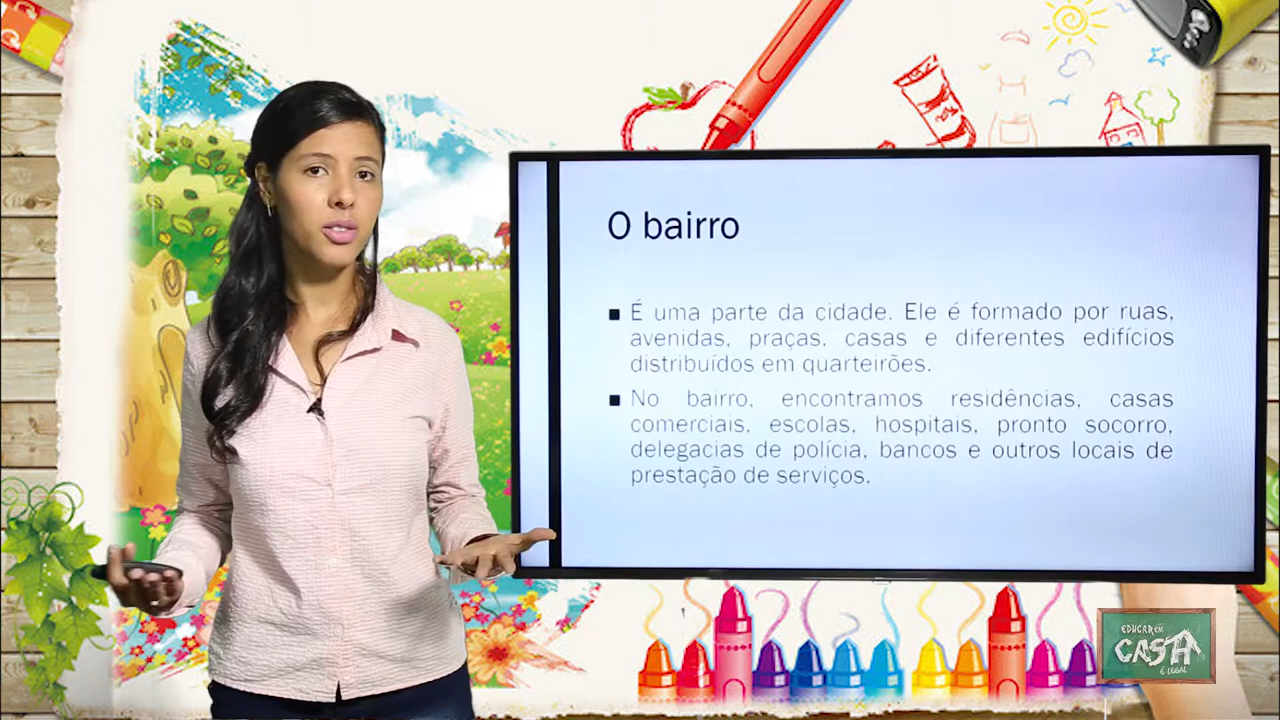 O bairro
É uma parte da cidade. Ele é formado por ruas,
avenidas, praças, casas e diferentes edifícios
distribuídos em quarteirões.
No bairro, encontramos residências, casas
comerciais, escolas, hospitais, pronto socorro,
delegacias de polícia, bancos e outros locais de
prestação de serviços.
EDUCAR EM
CASA
É LEGAL